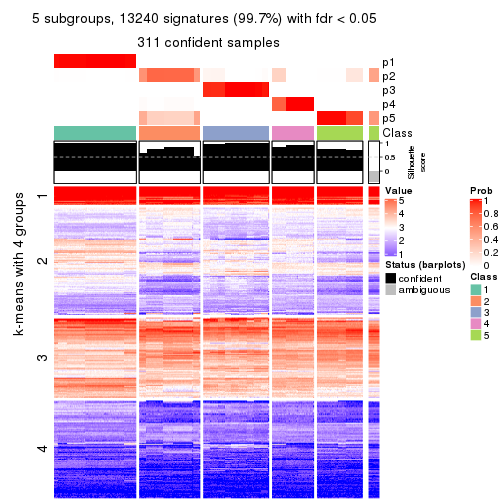 5 subgroups, 13240 signatures (99.7%) with fdr < 0.05
311 confident samples
p1
p2
p3
p4
p5
Class
1
0.5
0
Silhouette
score
k-means with 4 groups
1
2
3
4
Value
5
4
3
2
1
Status (barplots)
confident
ambiguous
Prob
1
0.8
0.6
0.4
0.2
0
Class
1
2
3
4
5